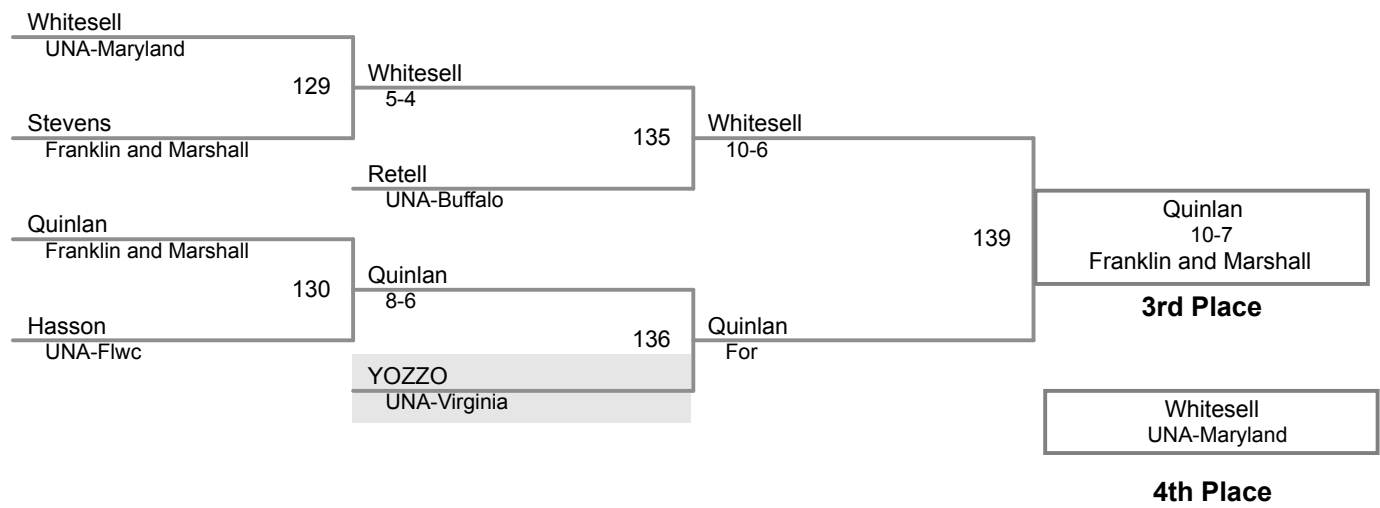 Whitesell
UNA-Maryland
129
Stevens
Franklin and Marshall
Quinlan
Franklin and Marshall
130
Hasson
UNA-Flwc
Whitesell
5-4
135
Retell
UNA-Buffalo
Quinlan
8-6
136
YOZZO
UNA-Virginia
Whitesell
10-6
139
Quinlan
For
Quinlan
10-7
Franklin and Marshall
3rd Place
Whitesell
UNA-Maryland
4th Place